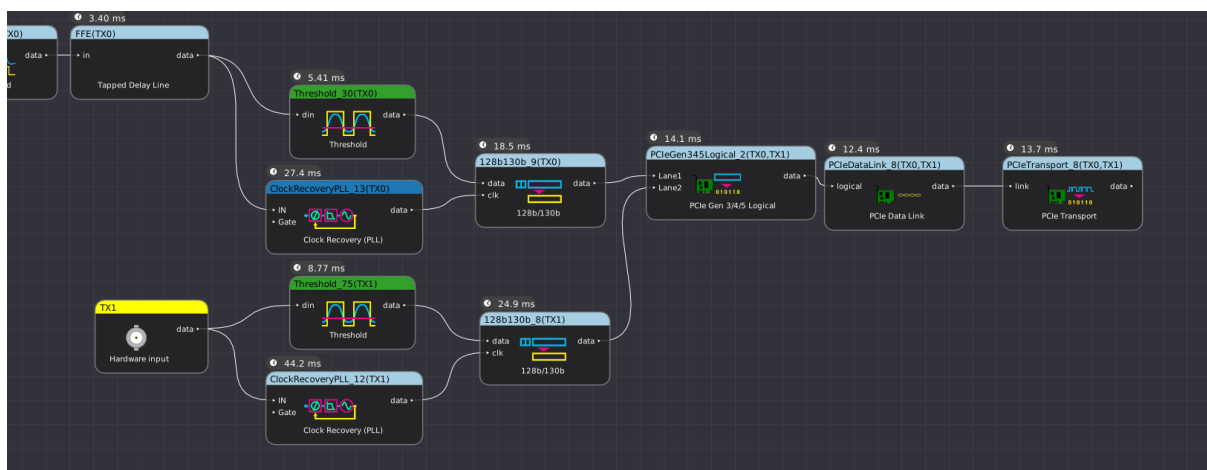 X0)
data
d
3.40 ms
FFE(TX0)
in
data
Tapped Delay Line
5.41 ms
Threshold_30(TX0)
din
data
Threshold
27.4 ms
ClockRecoveryPLL_13(TX0)
IN
data
Gate
Clock Recovery (PLL)
18.5 ms
128b130b_9(TX0)
data
data
clk
128b/130b
14.1 ms
PCIeGen345Logical_2(TX0,TX1)
Lane1
data
Lane2
010110
PCIe Gen 3/4/5 Logical
12.4 ms
PCIeDataLink_8(TX0,TX1)
logical
data
PCIe Data Link
13.7 ms
PCIeTransport_8(TX0,TX1)
link
data
010110
PCIe Transport
TX1
data
Hardware input
8.77 ms
Threshold_75(TX1)
din
data
Threshold
44.2 ms
ClockRecoveryPLL_12(TX1)
IN
data
Gate
Clock Recovery (PLL)
24.9 ms
128b130b_8(TX1)
data
data
clk
128b/130b